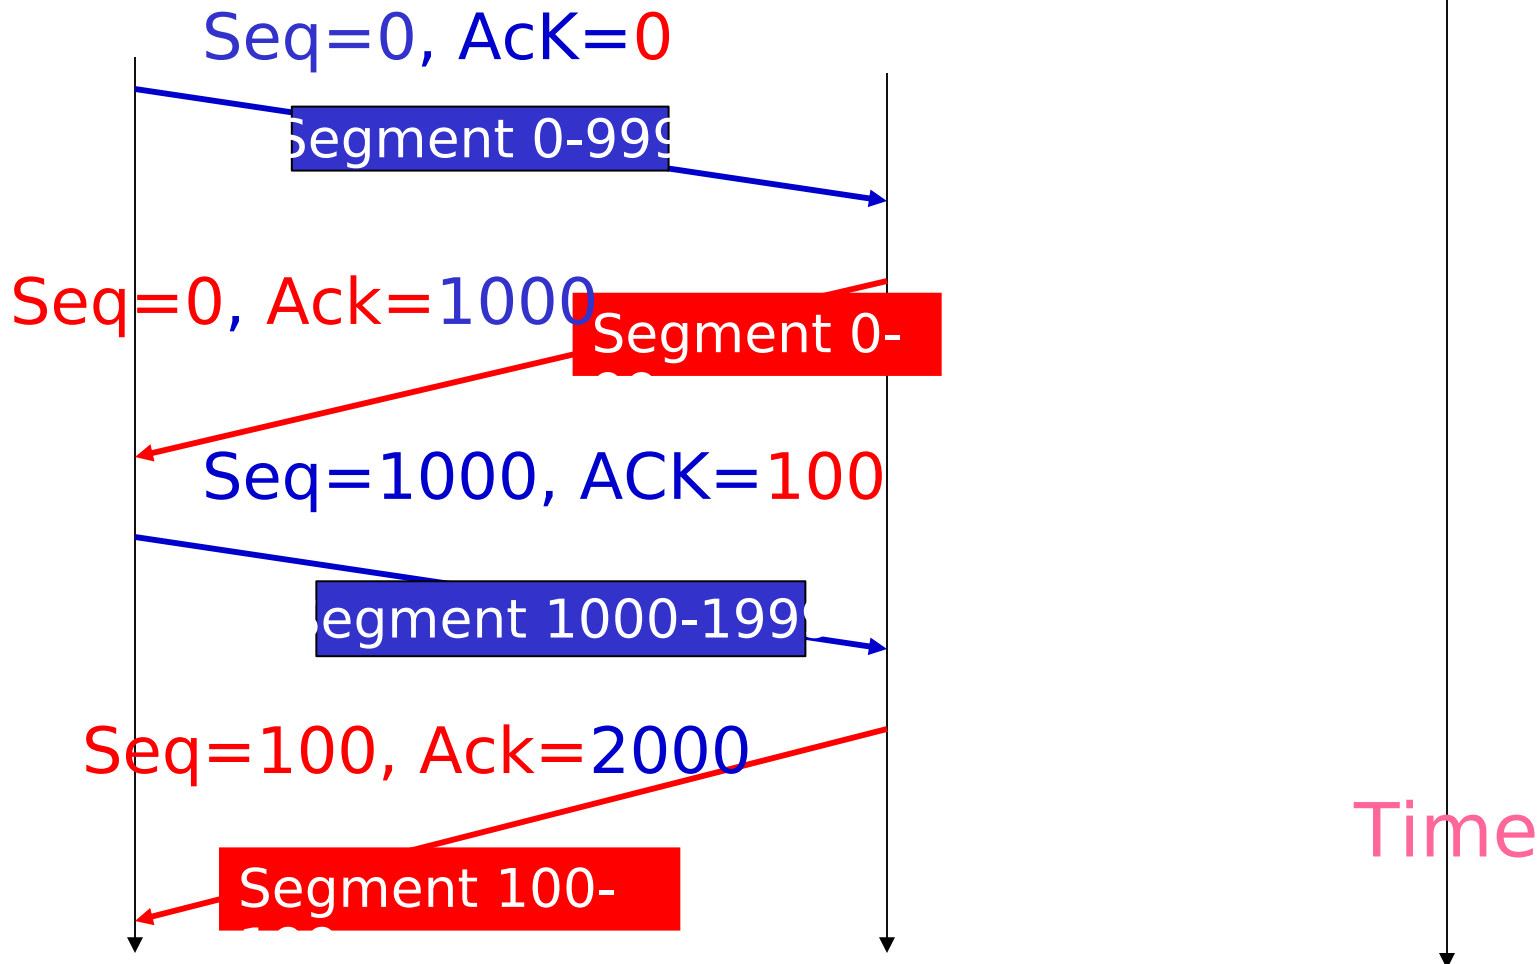 Seq=0, AcK=0
Segment 0-999
Seq=0, Ack=1000
Segment 0-
Seq=1000, ACK=100
Segment 1000-1999
Seq=100, Ack=2000
Time
Segment 100-